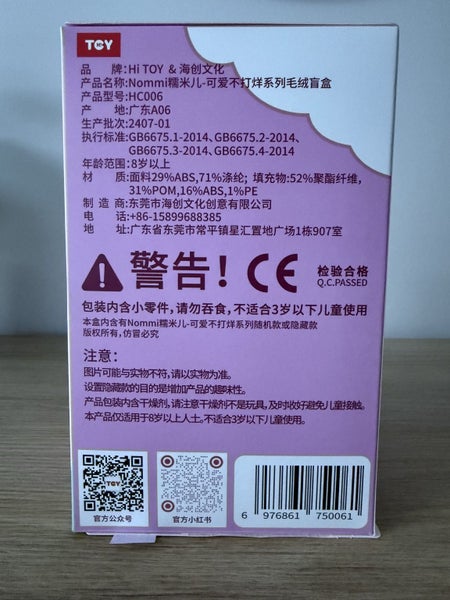 TOY
品 牌:Hi TOY & 海创文化
产品名称:Nommi糯米儿-可爱不打烊系列毛绒盲盒
产品型号:HC006
产 地:广东A06
生产批次:2407-01
执行标准:GB6675.1-2014、GB6675.2-2014、
GB6675.3-2014、GB6675.4-2014
年龄范围:8岁以上
材 质:面料29%ABS,71%涤纶; 填充物:52%聚酯纤维,
31%POM,16%ABS,1%PE
制 造 商:东莞市海创文化创意有限公司
电 话:+86-15899688385
地 址:广东省东莞市常平镇星汇置地广场1栋907室
警告! CE 检验合格
Q.C.PASSED
包装内含小零件,请勿吞食,不适合3岁以下儿童使用
本盒内含有Nommi糯米儿-可爱不打烊系列随机款或隐藏款
版权所有,仿冒必究
注意:
图片可能与实物不符,请以实物为准。
设置隐藏款的目的是增加产品的趣味性。
产品包装内含干燥剂,请注意干燥剂不是玩具,及时收好避免儿童接触。
本产品仅适用于8岁以上人士,不适合3岁以下儿童使用。
TOY
官方公众号
官方小红书
6 976861 750061